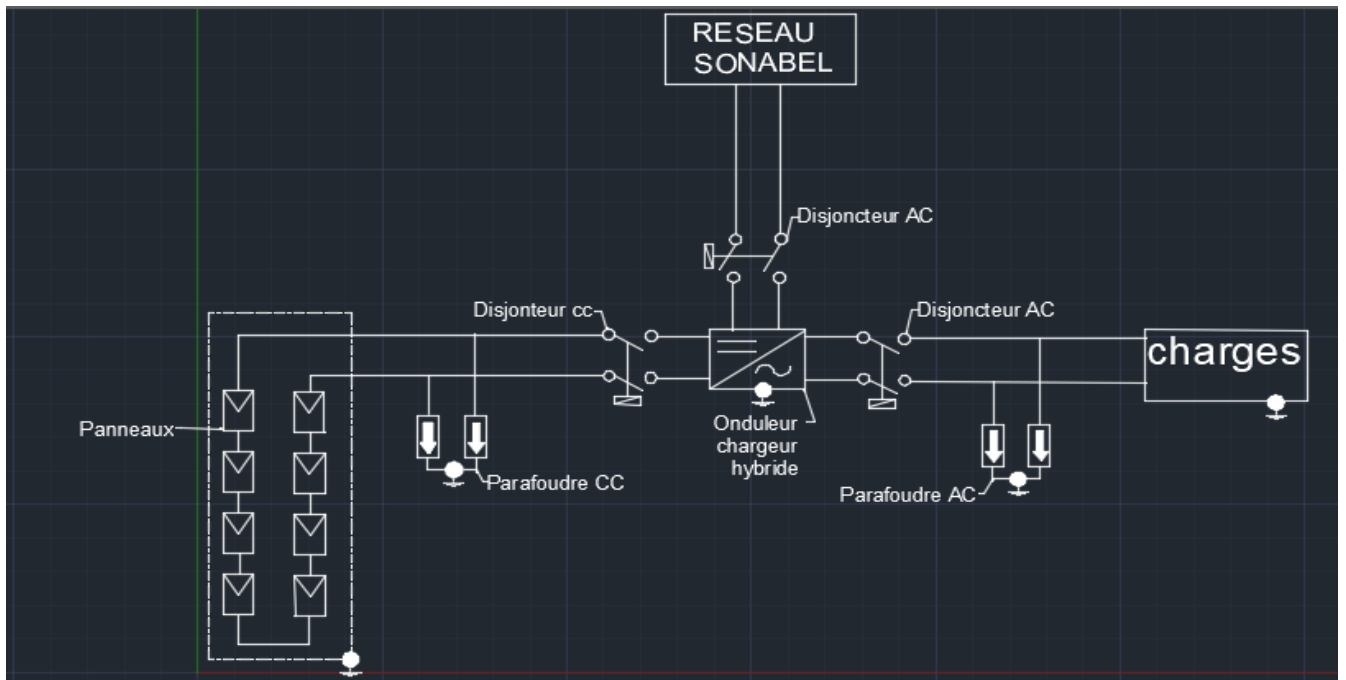 RESEAU
SONABEL
Disjoncteur AC
Disjonteur cc
Disjoncteur AC
charges
Panneaux
Onduleur
chargeur
hybride
Parafoudre CC
Parafoudre AC